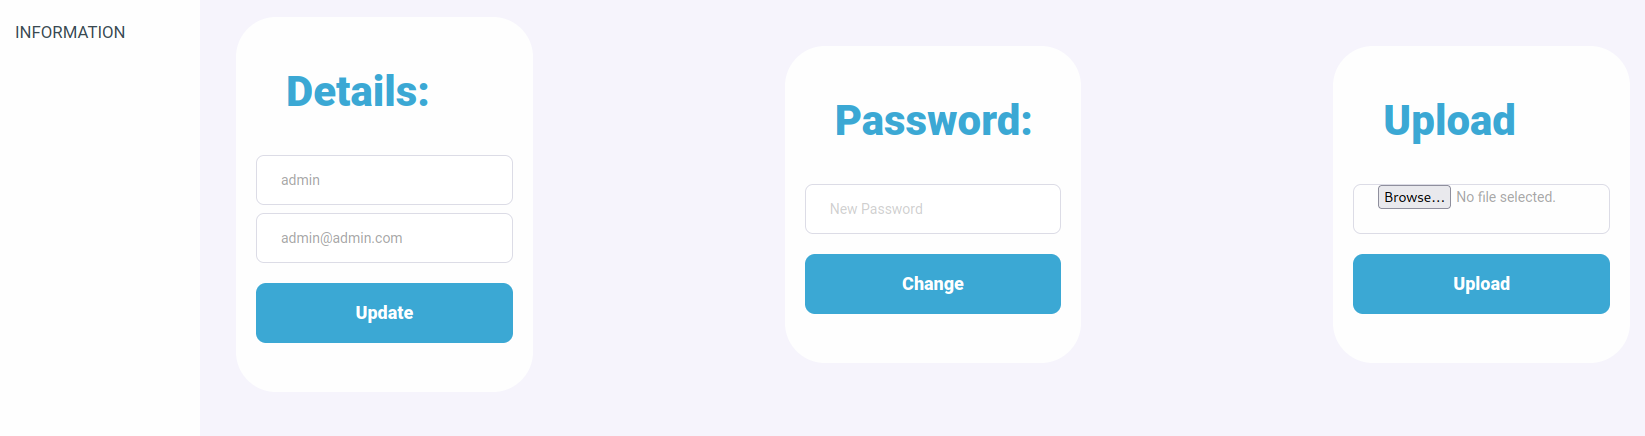 INFORMATION
Details:
admin
admin@admin.com
Update
Password:
New Password
Change
Upload
Browse... No file selected.
Upload